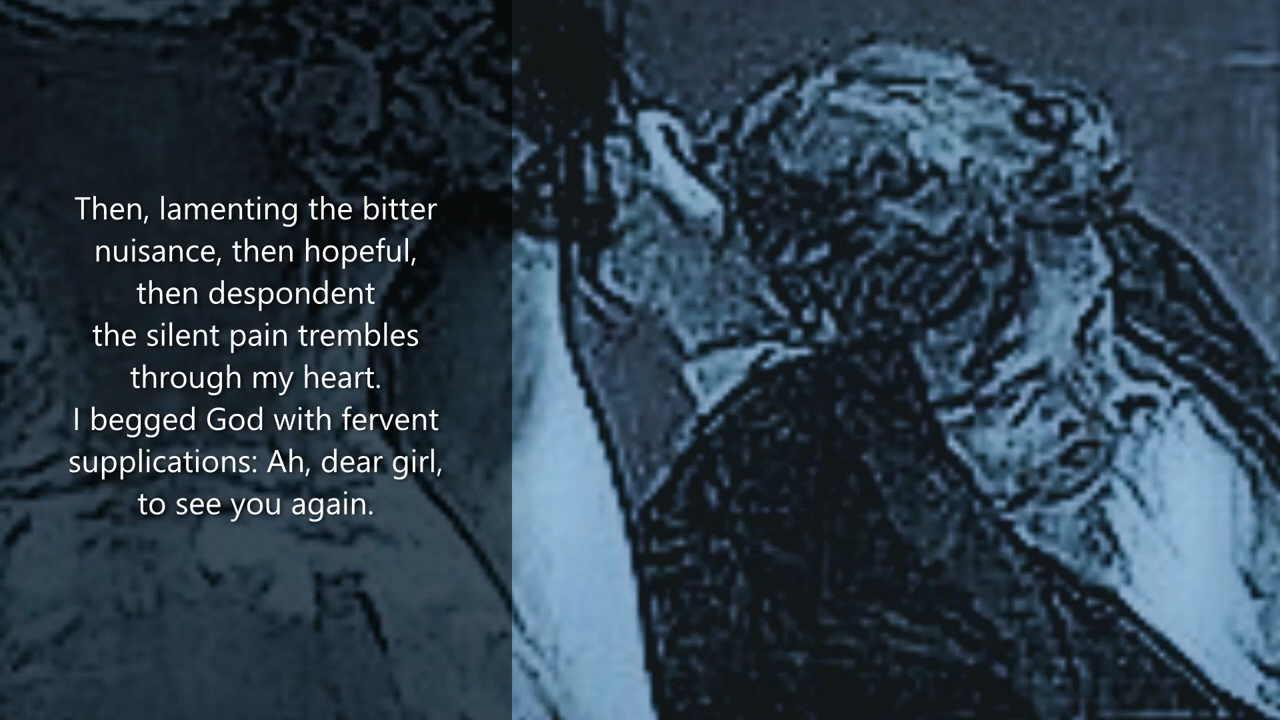 Then, lamenting the bitter
nuisance, then hopeful,
then despondent
the silent pain trembles
through my heart.
I begged God with fervent
supplications: Ah, dear girl,
to see you again.